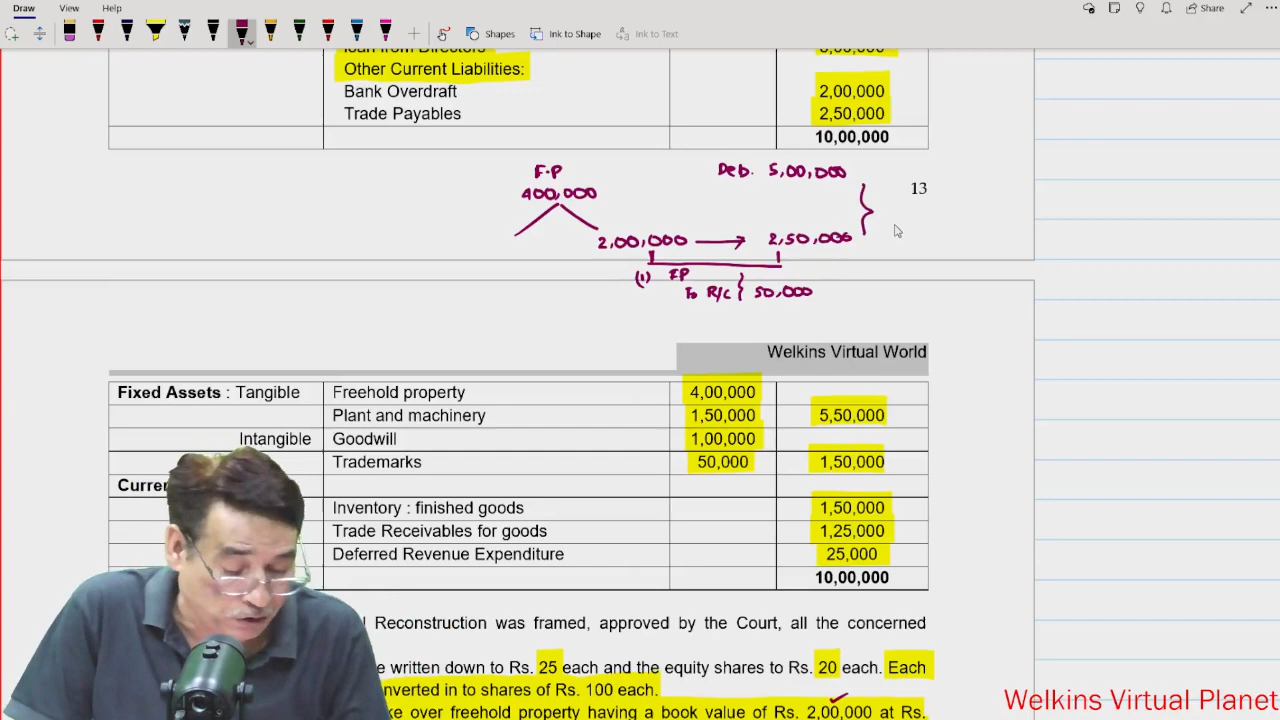 Draw View Help
Share
Shapes Ink to Shape Ink to Text
loan from Directors
Other Current Liabilities:
Bank Overdraft 2,00,000
Trade Payables 2,50,000
10,00,000
F.P Deb. 5,00,000
400,000
13
2,00,000 2,50,000
(1) FP
To R/C 50,000
Welkins Virtual World
Fixed Assets : Tangible Freehold property 4,00,000
Plant and machinery 1,50,000 5,50,000
Intangible Goodwill 1,00,000
Trademarks 50,000 1,50,000
Curren
Inventory : finished goods 1,50,000
Trade Receivables for goods 1,25,000
Deferred Revenue Expenditure 25,000
10,00,000
Reconstruction was framed, approved by the Court, all the concerned
e written down to Rs. 25 each and the equity shares to Rs. 20 each. Each
nverted in to shares of Rs. 100 each.
ke over freehold property having a book value of Rs. 2,00,000 at Rs.
Welkins Virtual Planet